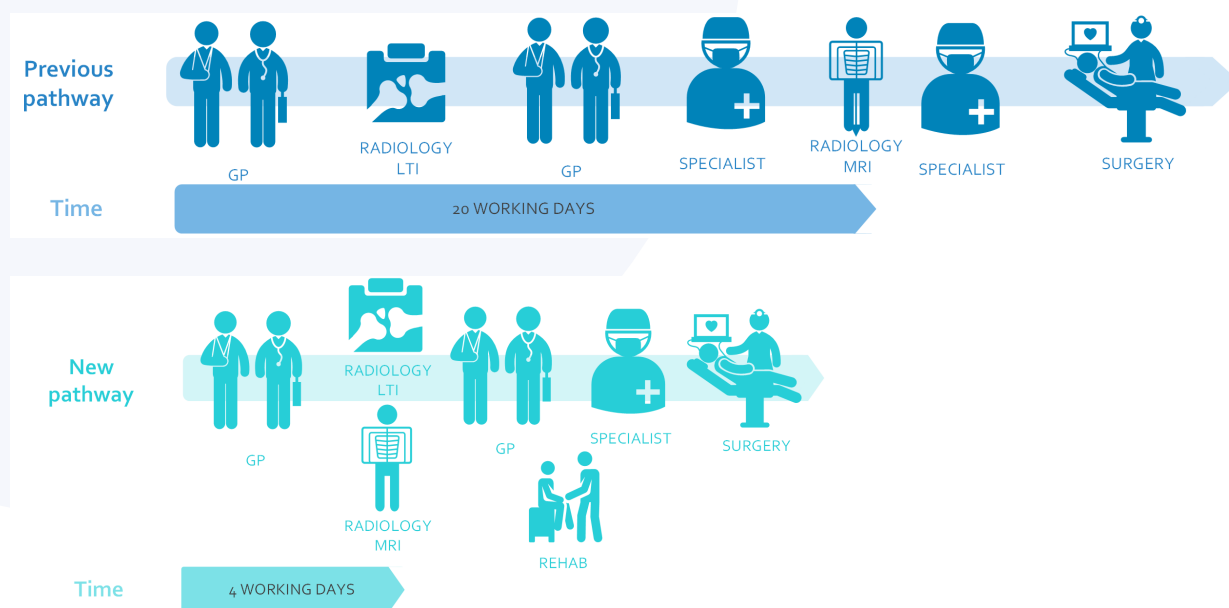 Previous
pathway
GP
RADIOLOGY
LTI
GP
SPECIALIST
RADIOLOGY
MRI
SPECIALIST
SURGERY
Time
20 WORKING DAYS
New
pathway
GP
RADIOLOGY
LTI
RADIOLOGY
MRI
GP
REHAB
SPECIALIST
SURGERY
Time
4 WORKING DAYS